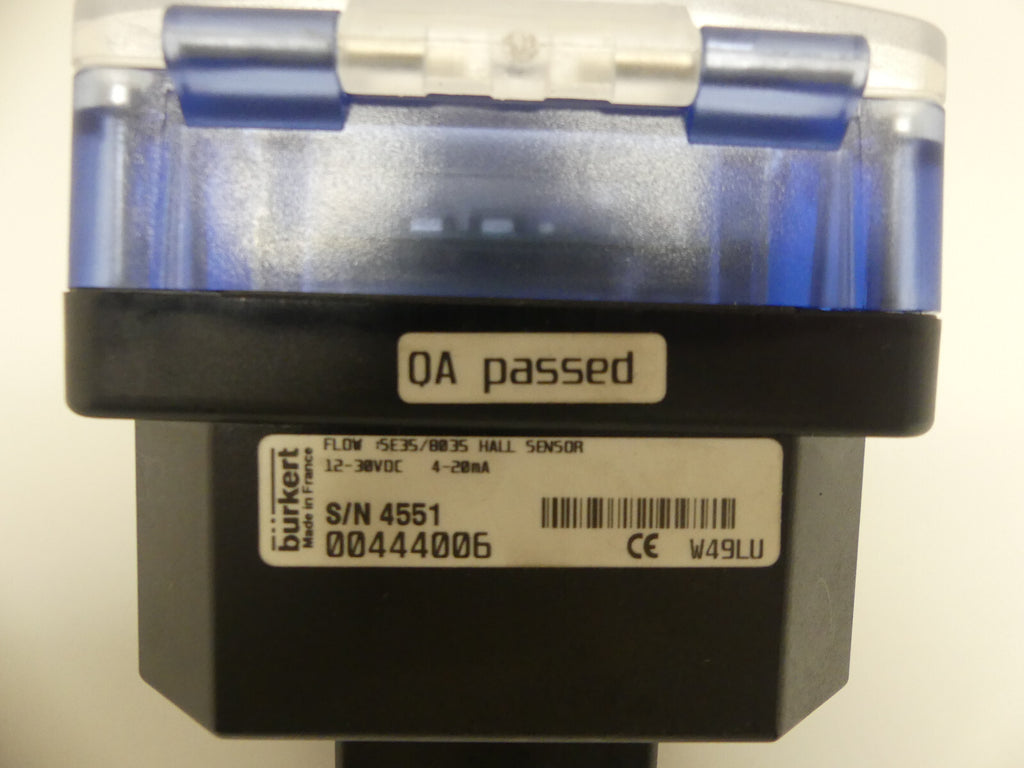 QA passed
bürkert
Made in France
FLOW :SE35/8035 HALL SENSOR
12-30VDC 4-20mA
S/N 4551
00444006
CE W49LU